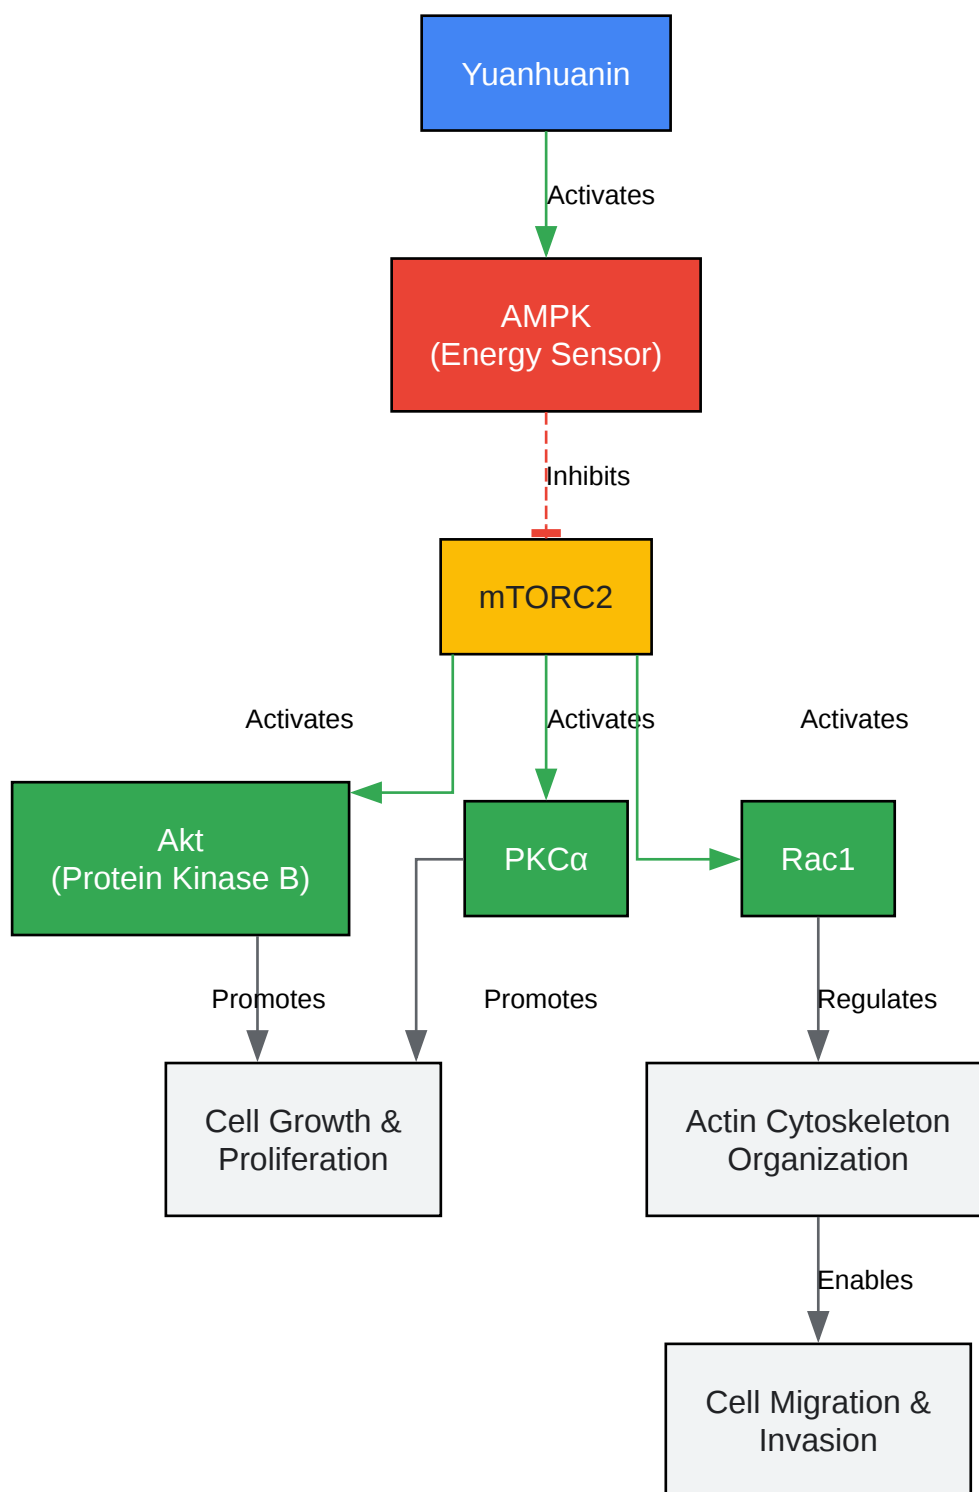 Yuanhuanin
Activates
AMPK
(Energy Sensor)
Inhibits
mTORC2
Activates
Activates
Activates
Akt
(Protein Kinase B)
PKCα
Rac1
Promotes
Promotes
Regulates
Cell Growth &
Proliferation
Actin Cytoskeleton
Organization
Enables
Cell Migration &
Invasion